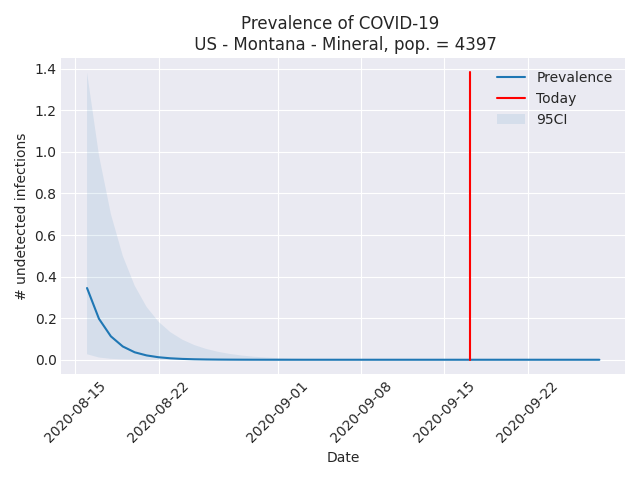 Prevalence of COVID-19
US - Montana - Mineral, pop. = 4397
# undetected infections
1.4
1.2
1.0
0.8
0.6
0.4
0.2
0.0
Prevalence
Today
95CI
2020-08-15
2020-08-22
2020-09-01
2020-09-08
2020-09-15
2020-09-22
Date